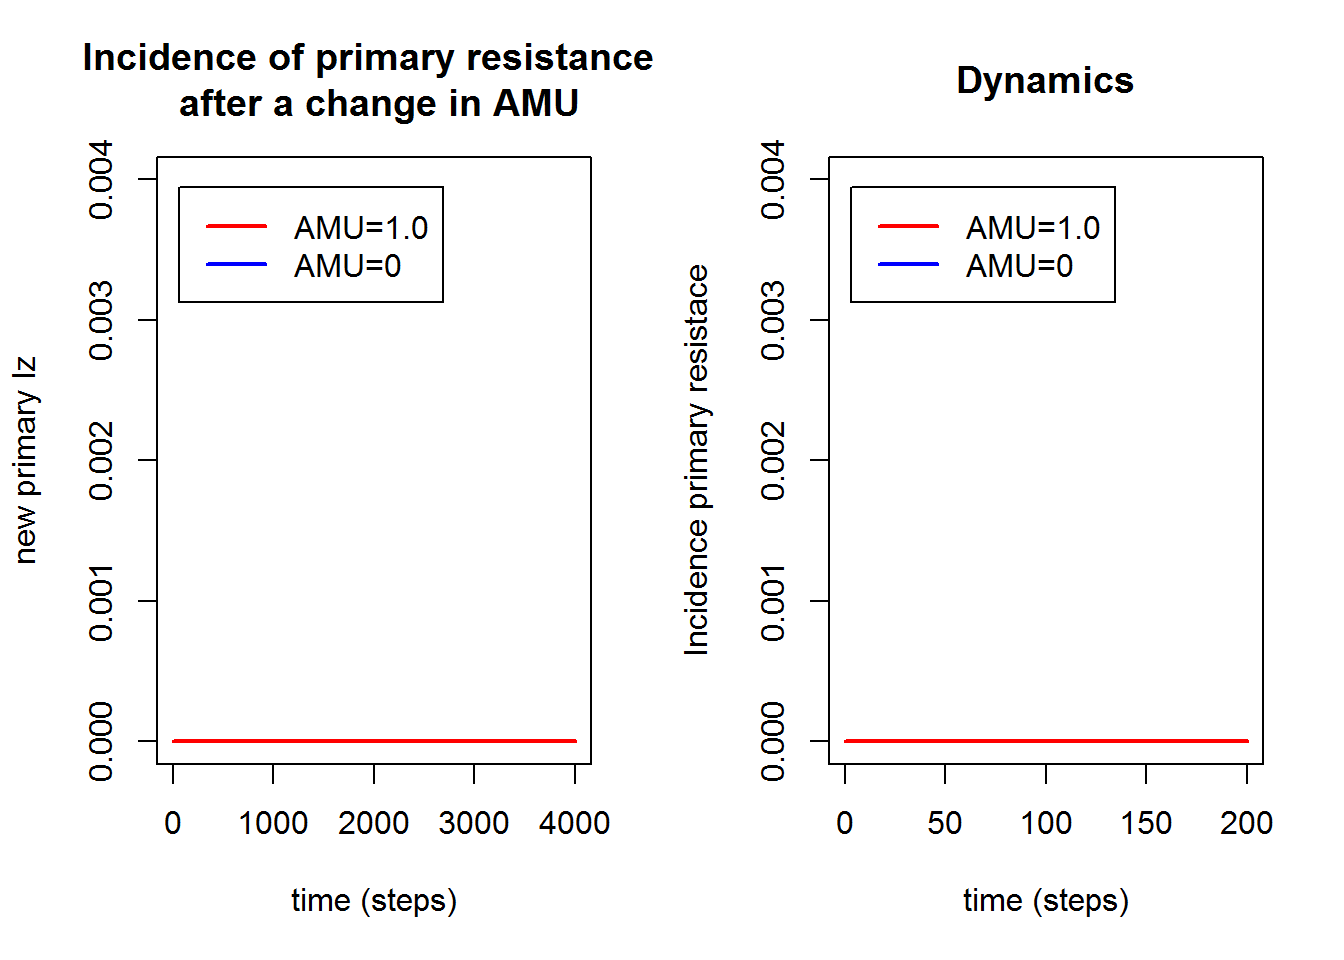 Incidence of primary resistance
after a change in AMU
new primary Iz
0.004
0.003
0.002
0.001
0.000
AMU=1.0
AMU=0
0 1000 2000 3000 4000
time (steps)
Dynamics
Incidence primary resistace
0.004
0.003
0.002
0.001
0.000
AMU=1.0
AMU=0
0 50 100 150 200
time (steps)